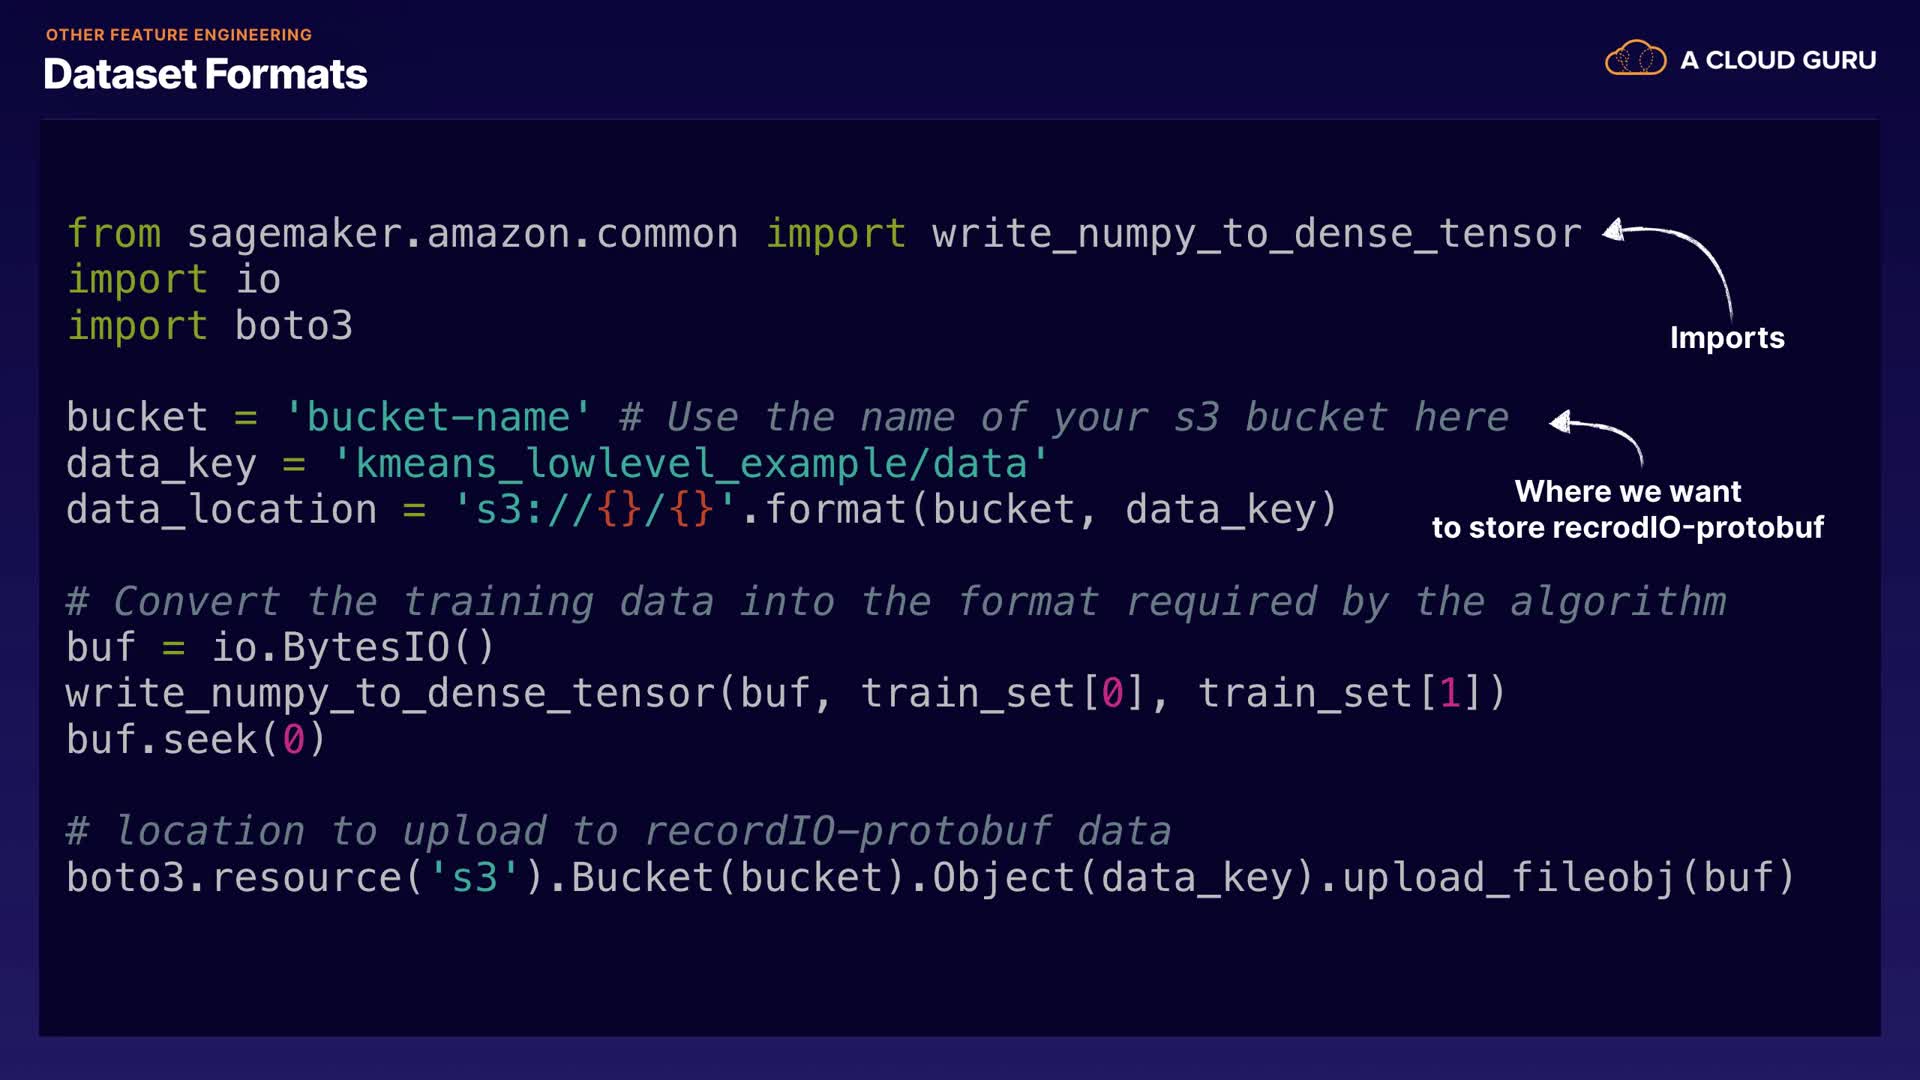 OTHER FEATURE ENGINEERING
Dataset Formats
A CLOUD GURU
from sagemaker.amazon.common import write_numpy_to_dense_tensor
import io
import boto3
Imports
bucket = 'bucket-name' # Use the name of your s3 bucket here
data_key = 'kmeans_lowlevel_example/data'
data_location = 's3://{}/{}'.format(bucket, data_key)
Where we want
to store recrodIO-protobuf
# Convert the training data into the format required by the algorithm
buf = io.BytesIO()
write_numpy_to_dense_tensor(buf, train_set[0], train_set[1])
buf.seek(0)
# location to upload to recordIO-protobuf data
boto3.resource('s3').Bucket(bucket).Object(data_key).upload_fileobj(buf)